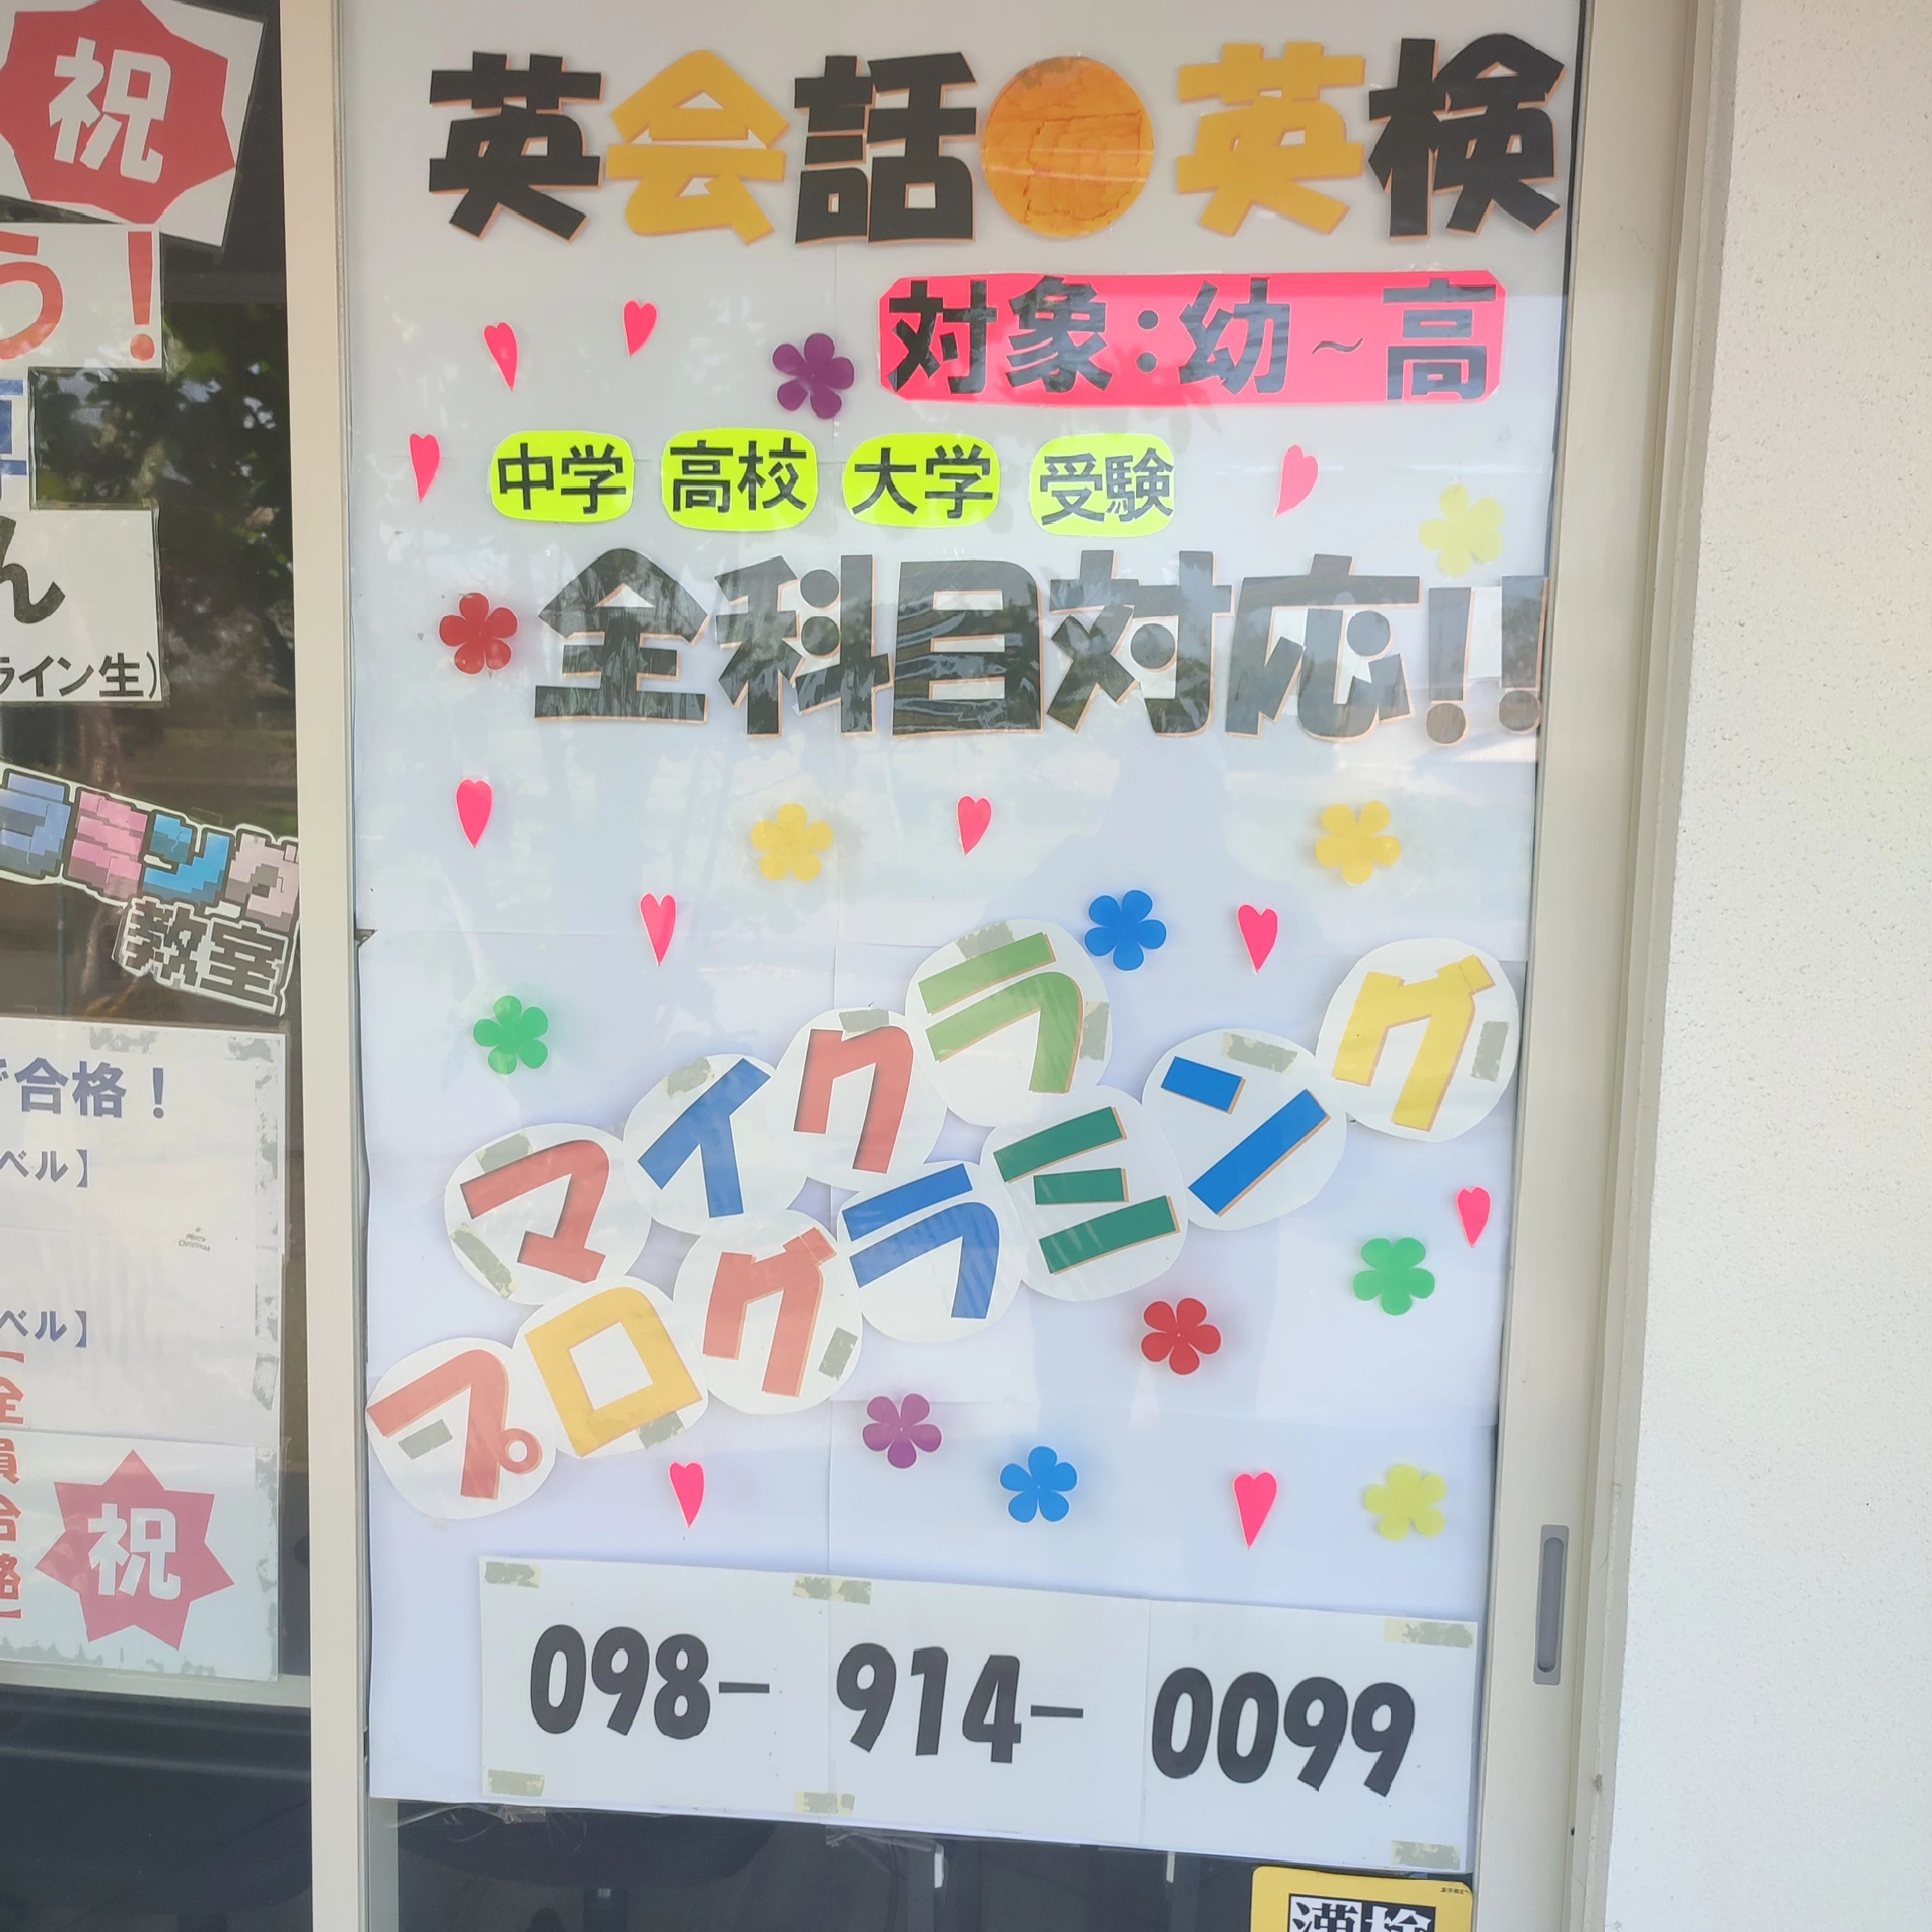 祝
う!
ん
ライン生)
ラミング
教室
で合格!
ベル】
Merry
Christmas
ベル】
全員合格
祝
英会話●英検
対象:幼~高
中学 高校 大学 受験
全科目対応!!
マイクラ
プログラミング
098-914-0099
漢検